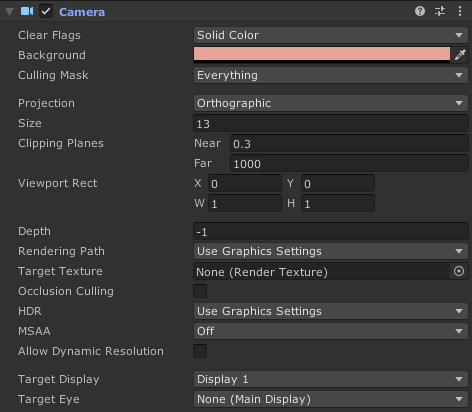 Camera
Clear Flags Solid Color
Background
Culling Mask Everything
Projection Orthographic
Size 13
Clipping Planes Near 0.3
Far 1000
Viewport Rect X 0 Y 0
W 1 H 1
Depth -1
Rendering Path Use Graphics Settings
Target Texture None (Render Texture)
Occlusion Culling
HDR Use Graphics Settings
MSAA Off
Allow Dynamic Resolution
Target Display Display 1
Target Eye None (Main Display)